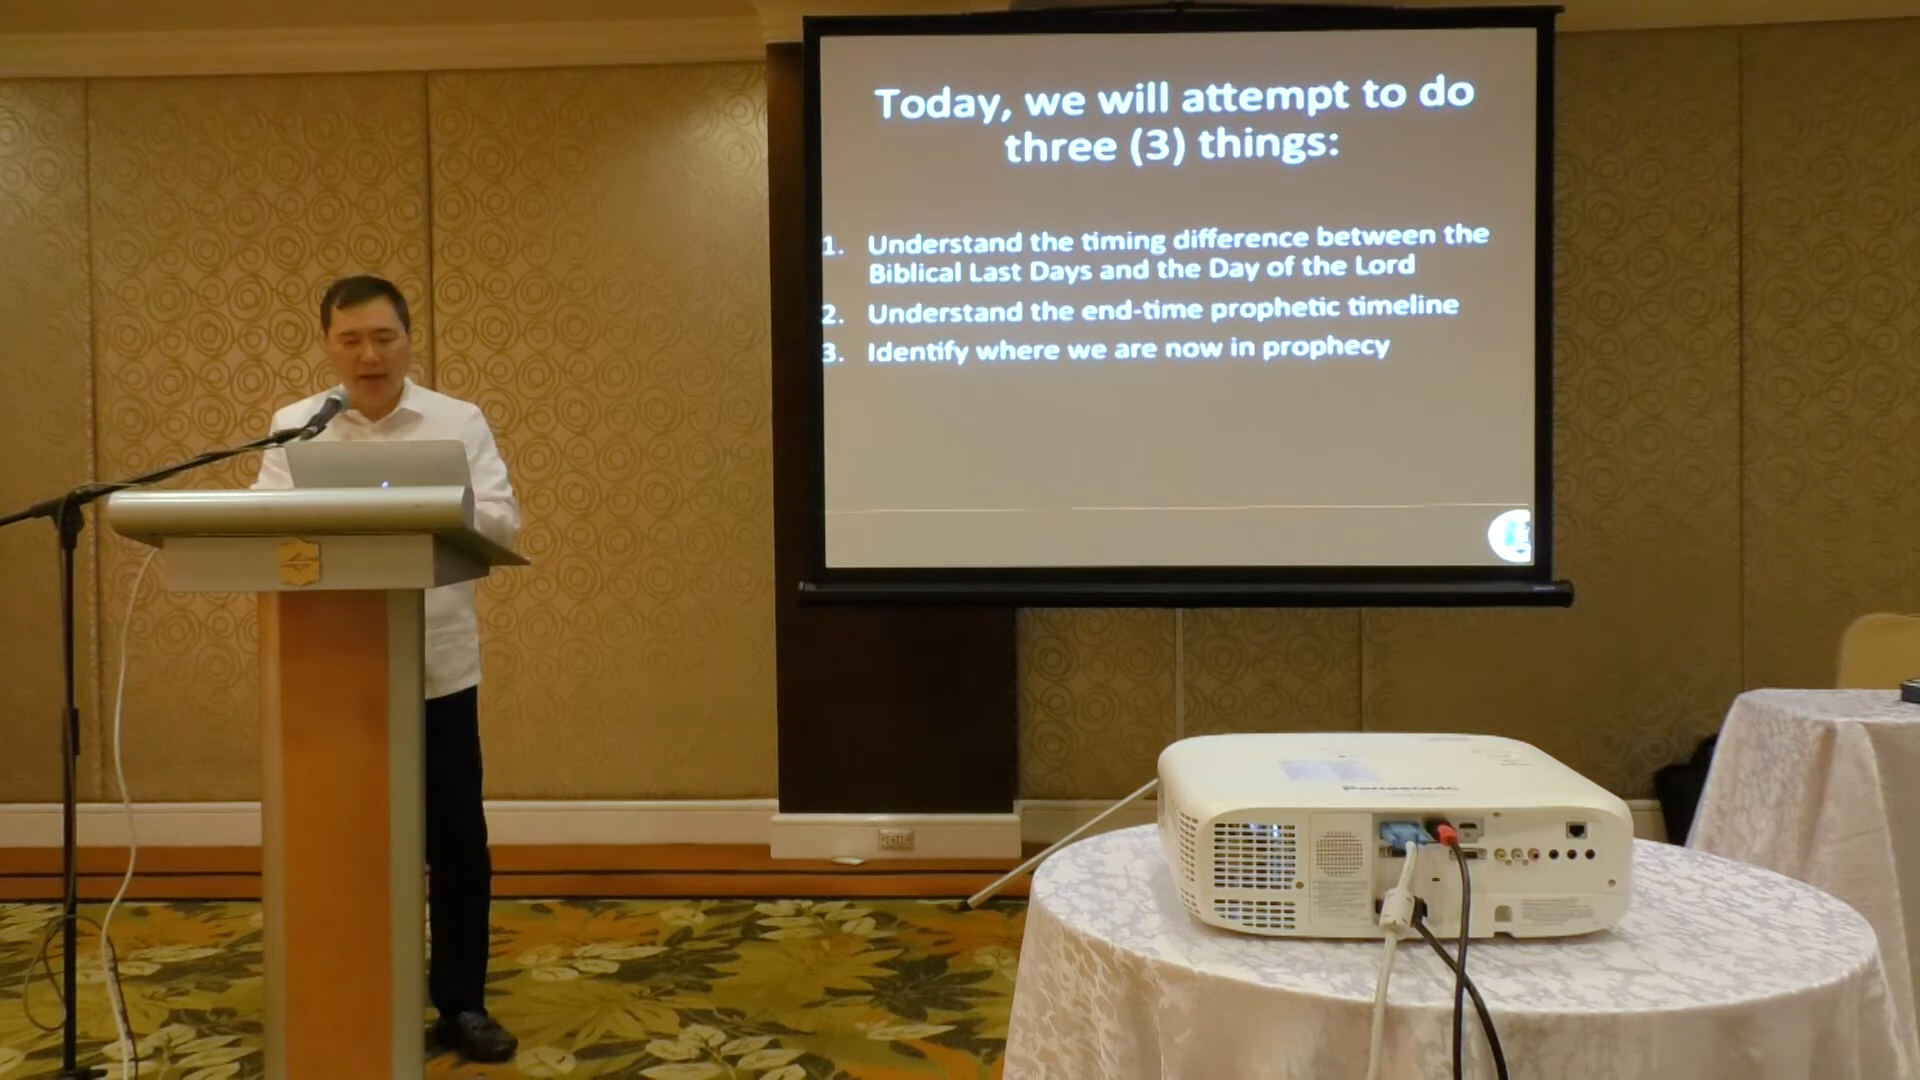 Today, we will attempt to do
three (3) things:
1. Understand the timing difference between the
Biblical Last Days and the Day of the Lord
2. Understand the end-time prophetic timeline
3. Identify where we are now in prophecy
Panasonic